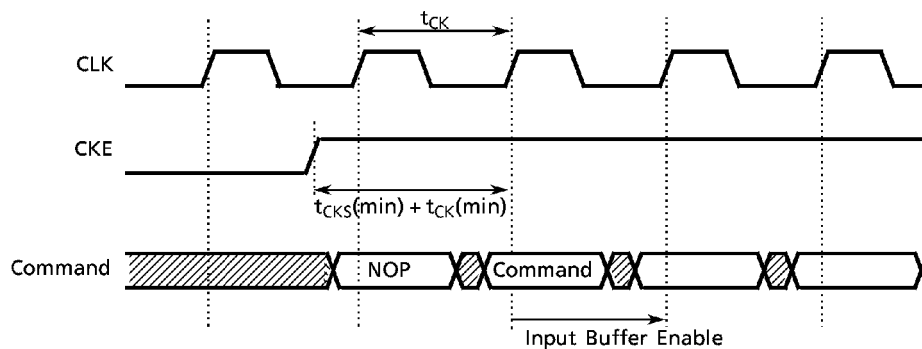 tCK
CLK
CKE
tCKS(min) + tCK(min)
Command
NOP
Command
Input Buffer Enable